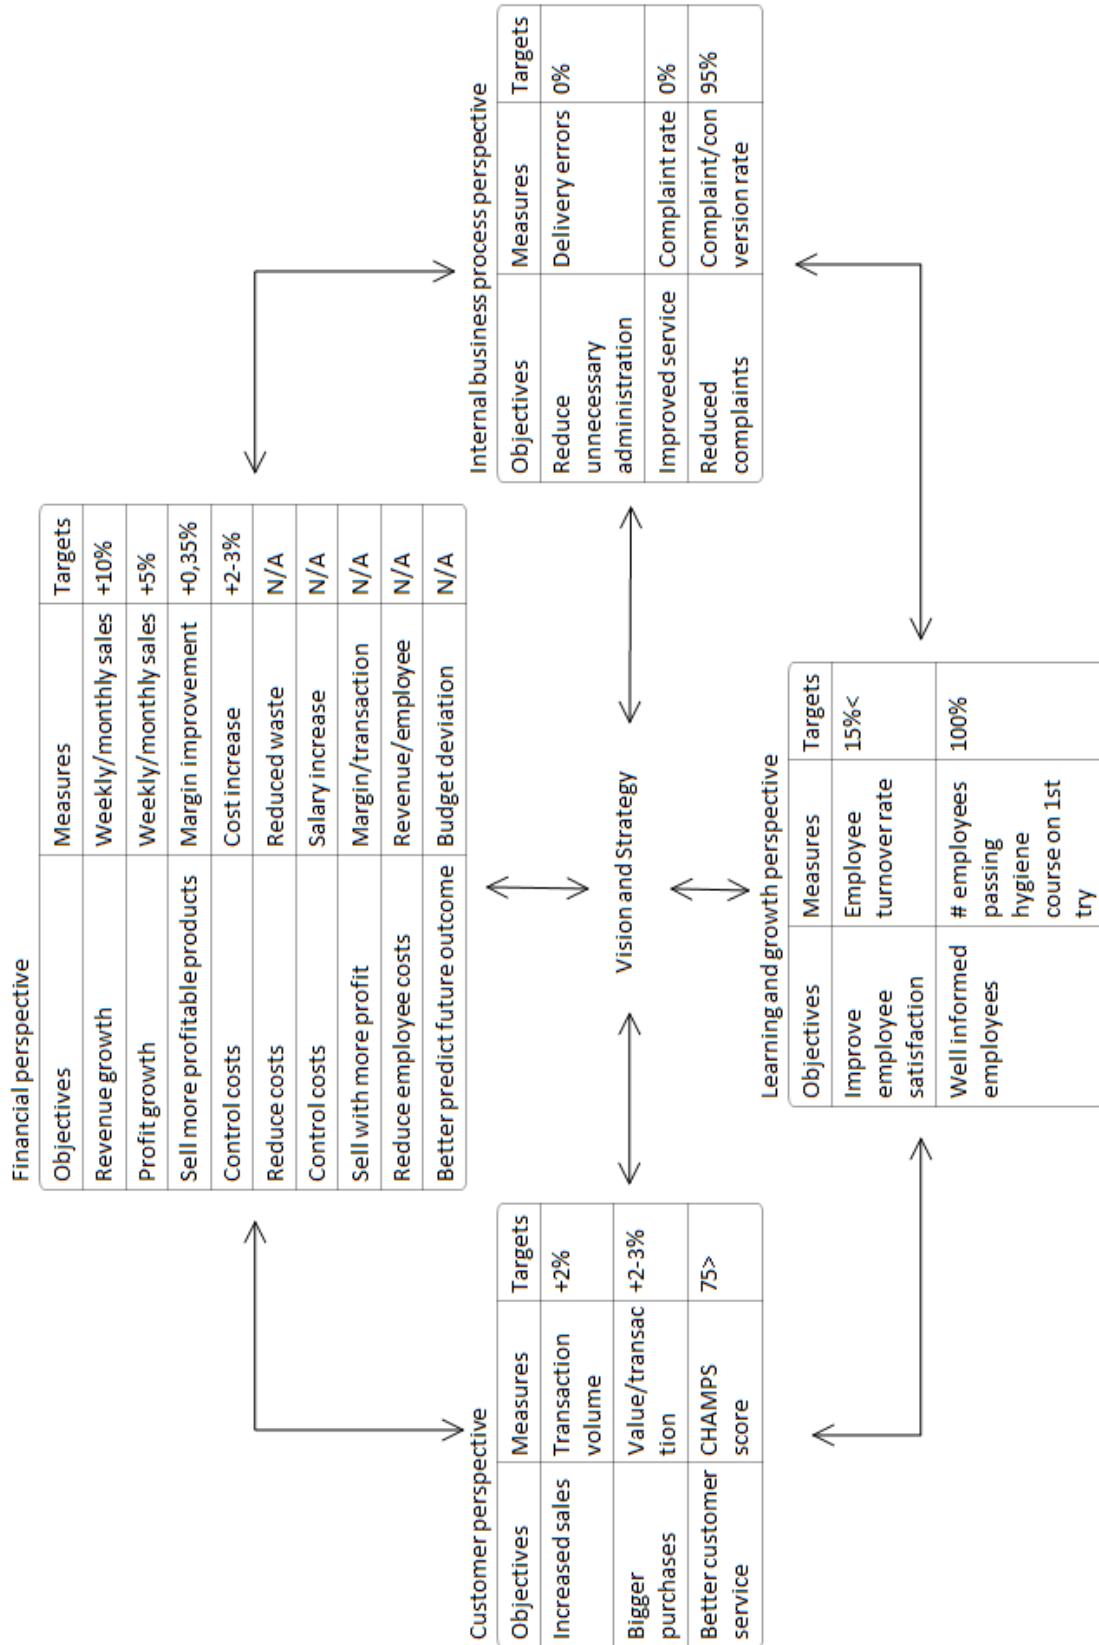 Financial perspective
Objectives Measures Targets
Revenue growth Weekly/monthly sales +10%
Profit growth Weekly/monthly sales +5%
Sell more profitable products Margin improvement +0,35%
Control costs Cost increase +2-3%
Reduce costs Reduced waste N/A
Control costs Salary increase N/A
Sell with more profit Margin/transaction N/A
Reduce employee costs Revenue/employee N/A
Better predict future outcome Budget deviation N/A
Customer perspective
Objectives Measures Targets
Increased sales Transaction +2%
volume
Bigger Value/transac +2-3%
purchases tion
Better customer CHAMPS 75>
service score
Vision and Strategy
Internal business process perspective
Objectives Measures Targets
Reduce Delivery errors 0%
unnecessary
administration
Improved service Complaint rate 0%
Reduced Complaint/con 95%
complaints version rate
Learning and growth perspective
Objectives Measures Targets
Improve Employee 15%<
employee turnover rate
satisfaction
Well informed # employees 100%
employees passing
hygiene
course on 1st
try